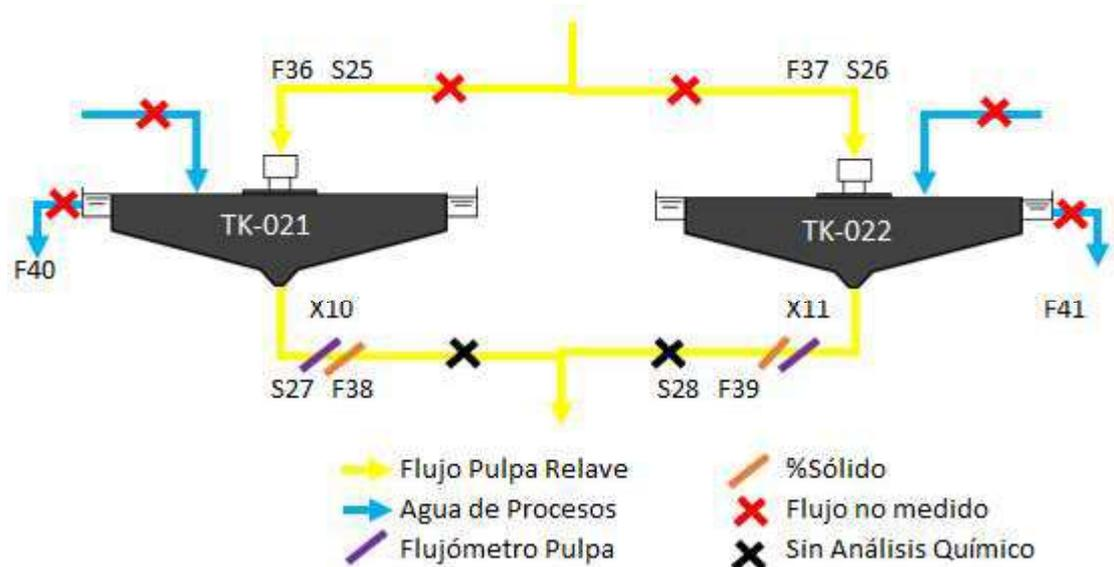 F36 S25
F37 S26
TK-021
TK-022
F40
F41
X10
X11
S27 F38
S28 F39
Flujo Pulpa Relave
%Sólido
Agua de Procesos
Flujo no medido
Flujómetro Pulpa
Sin Análisis Químico